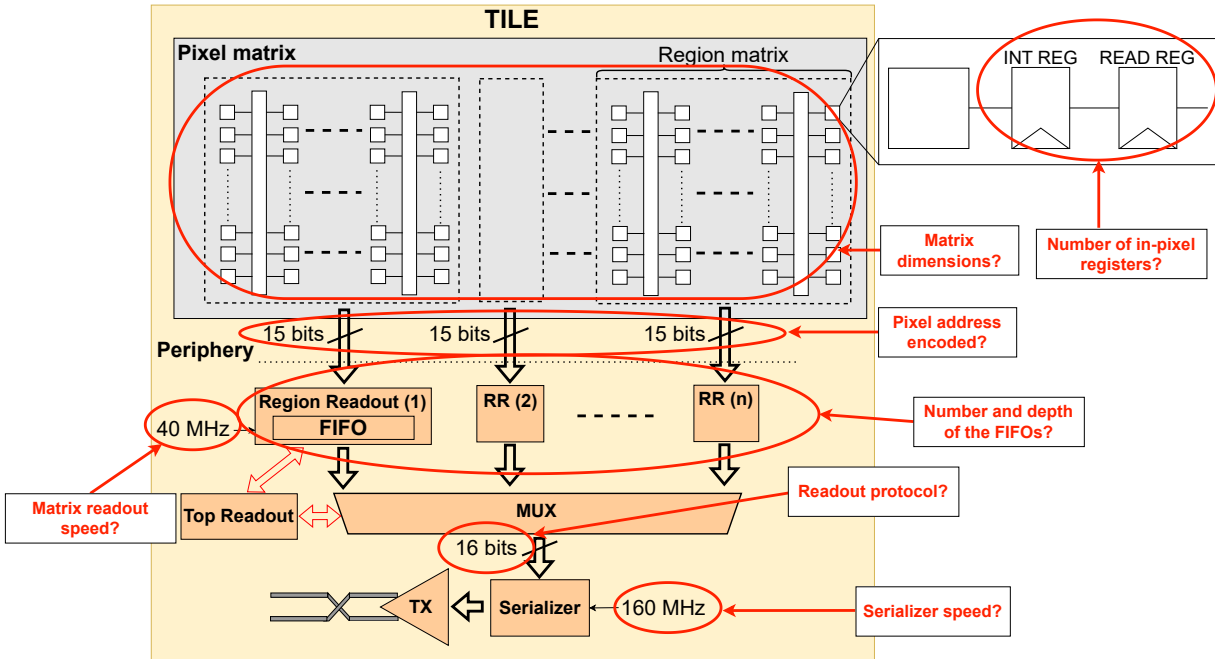 TILE
Pixel matrix
Region matrix
INT REG
READ REG
Matrix
dimensions?
Number of in-pixel
registers?
15 bits
15 bits
15 bits
Pixel address
encoded?
Periphery
Region Readout (1)
FIFO
RR (2)
RR (n)
Number and depth
of the FIFOs?
40 MHz
Matrix readout
speed?
Top Readout
MUX
Readout protocol?
16 bits
TX
Serializer
160 MHz
Serializer speed?